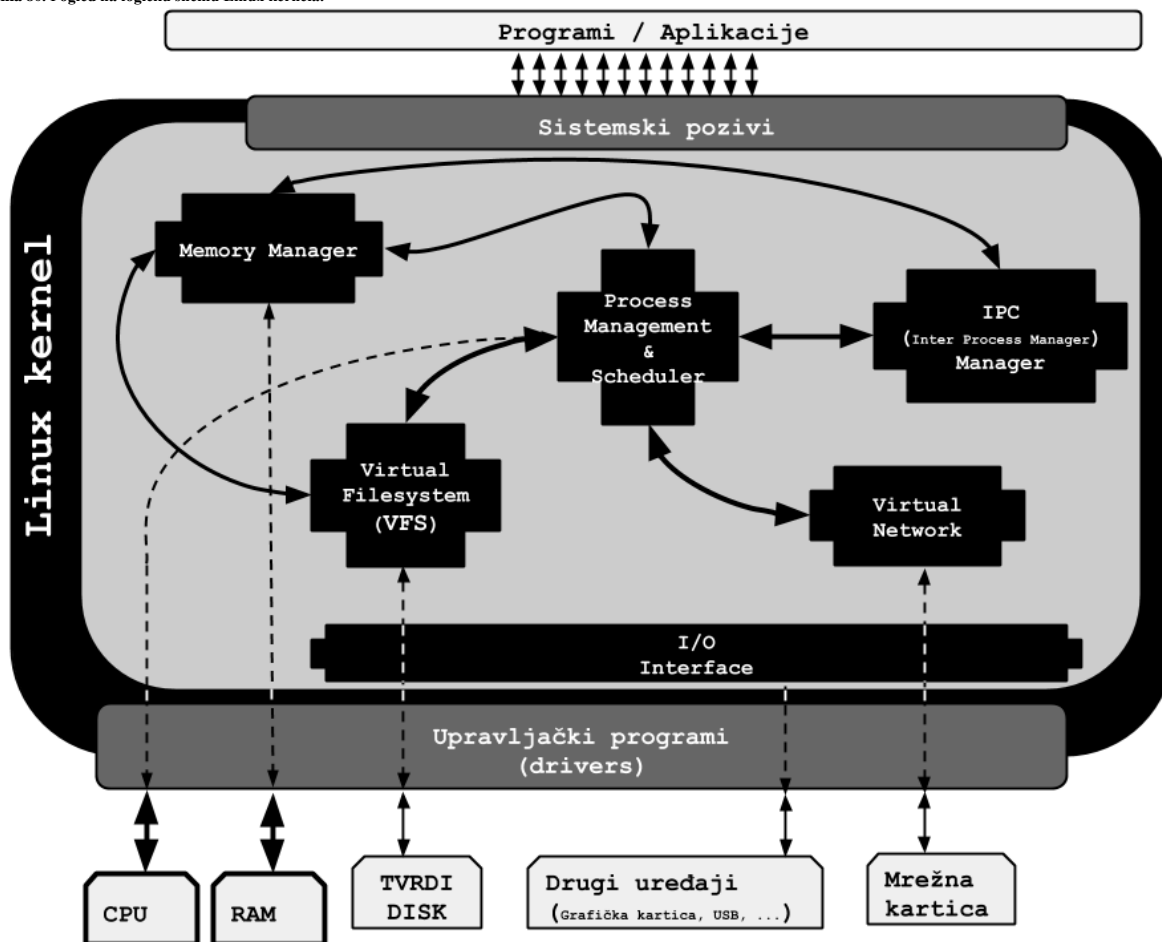 Programi / Aplikacije
Sistemski pozivi
Linux kernel
Memory Manager
Process
Management
&
Scheduler
IPC
(Inter Process Manager)
Manager
Virtual
Filesystem
(VFS)
Virtual
Network
I/O
Interface
Upravljački programi
(drivers)
CPU
RAM
TVRDI
DISK
Drugi uređaji
(Grafička kartica, USB, ...)
Mrežna
kartica